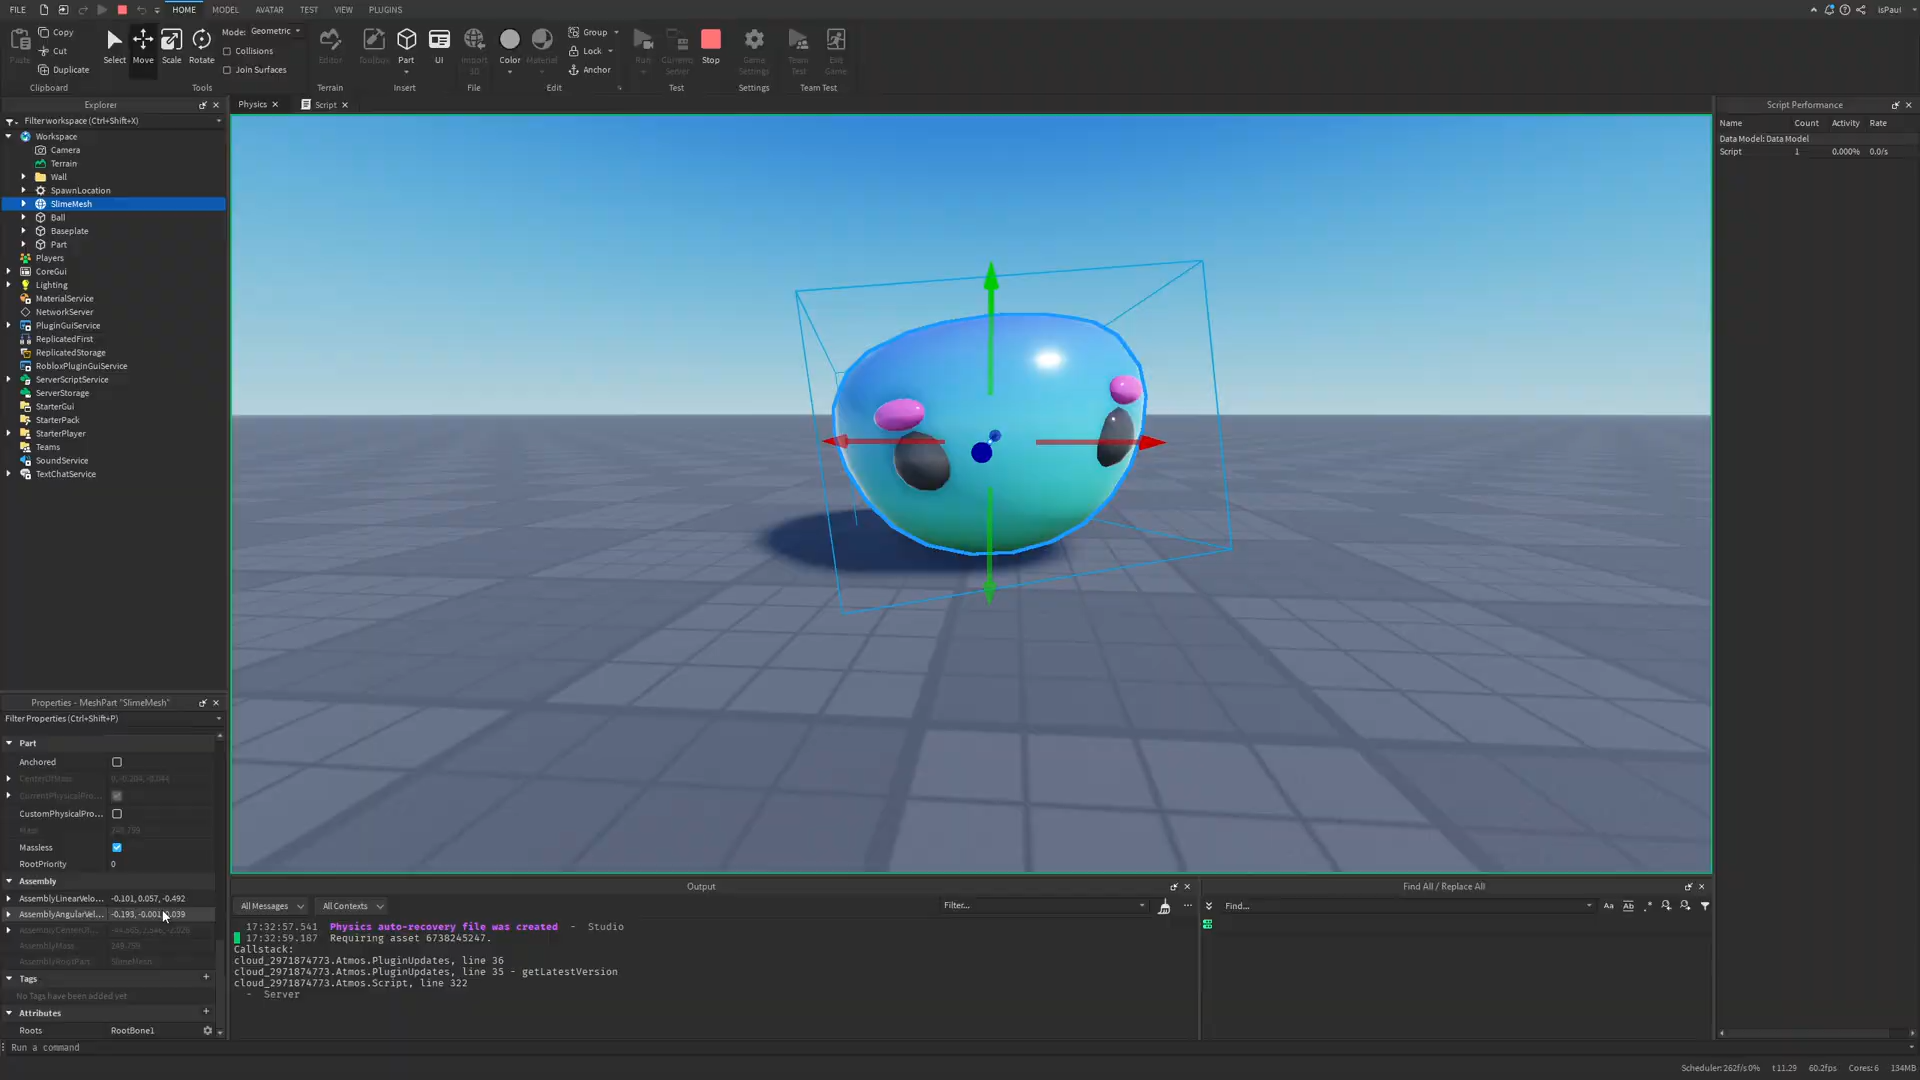 FILE
HOME
MODEL
AVATAR
TEST
VIEW
PLUGINS
isPaul
Paste
Copy
Cut
Duplicate
Clipboard
Select
Move
Scale
Rotate
Mode: Geometric
Collisions
Join Surfaces
Tools
Editor
Terrain
Toolbox
Part
UI
Insert
Import
3D
File
Color
Material
Group
Lock
Anchor
Edit
Run
Current
Server
Stop
Test
Game
Settings
Settings
Team
Test
Exit
Game
Team Test
Explorer
Filter workspace (Ctrl+Shift+X)
Workspace
Camera
Terrain
Wall
SpawnLocation
SlimeMesh
Ball
Baseplate
Part
Players
CoreGui
Lighting
MaterialService
NetworkServer
PluginGuiService
ReplicatedFirst
ReplicatedStorage
RobloxPluginGuiService
ServerScriptService
ServerStorage
StarterGui
StarterPack
StarterPlayer
Teams
SoundService
TextChatService
Physics
Script
Script Performance
Name Count Activity Rate
Data Model: Data Model
Script 1 0.000% 0.0/s
Properties - MeshPart "SlimeMesh"
Filter Properties (Ctrl+Shift+P)
Part
Anchored
CenterOfMass
CurrentPhysicalPro...
CustomPhysicalPro...
Mass
Massless
RootPriority 0
Assembly
AssemblyLinearVelo... -0.101, 0.057, -0.492
AssemblyAngularVel... -0.193, -0.001, 0.039
AssemblyCenterOf...
AssemblyMass
AssemblyRootPart SlimeMesh
Tags
No Tags have been added yet
Attributes
Roots RootBone1
Output
All Messages
All Contexts
Filter...
17:32:57.541 Physics auto-recovery file was created - Studio
17:32:59.187 Requiring asset 6738245247.
Callstack:
cloud_2971874773.Atmos.PluginUpdates, line 36
cloud_2971874773.Atmos.PluginUpdates, line 35 - getLatestVersion
cloud_2971874773.Atmos.Script, line 322
- Server
Find All / Replace All
Find...
Aa
Ab
.*
Run a command
Scheduler: 262f/s 0% t 11.29 60.2fps Cores: 6 134MB